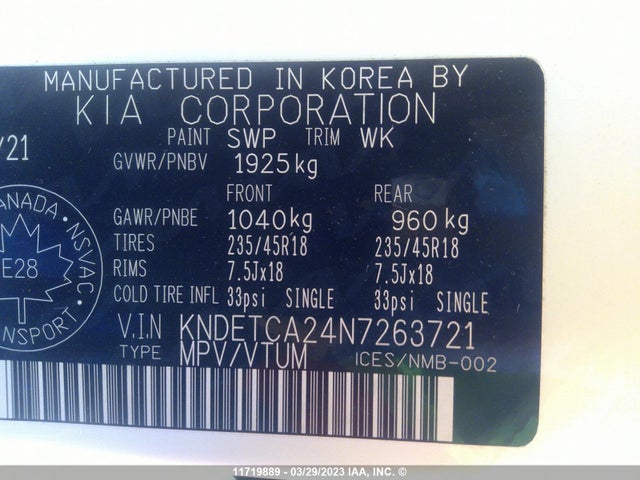 MANUFACTURED IN KOREA BY
KIA CORPORATION
/21
PAINT SWP TRIM WK
GVWR/PNBV 1925kg
FRONT REAR
GAWR/PNBE 1040kg 960kg
TIRES 235/45R18 235/45R18
RIMS 7.5Jx18 7.5Jx18
COLD TIRE INFL 33psi SINGLE 33psi SINGLE
V.I.N KNDETCA24N7263721
TYPE MPV/VTUM ICES/NMB-002
ANADA · NSVAC ·
E28
NSPORT
11719889 - 03/29/2023 IAA, INC. ©